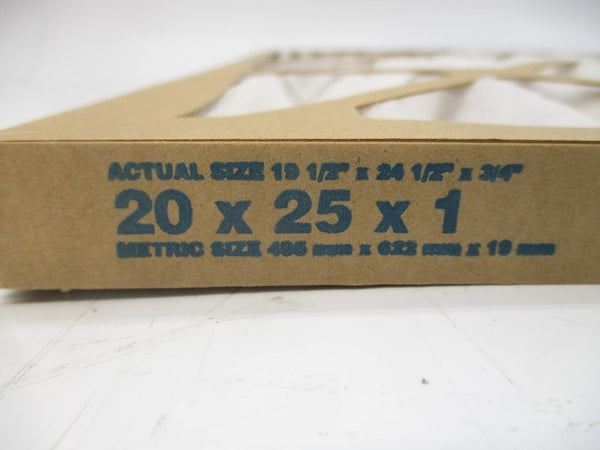 ACTUAL SIZE 19 1/2" x 24 1/2" x 3/4"
20 x 25 x 1
METRIC SIZE 495 mm x 622 mm x 19 mm